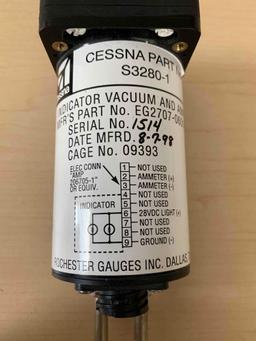 CESSNA PART
S3280-1
INDICATOR VACUUM AND
MFR'S PART No. EG2707
SERIAL No. 1514
DATE MFRD. 8-7-98
CAGE No. 09393
ELEC CONN
"AMP
206705-1"
OR EQUIV.
INDICATOR
1 NOT USED
2 AMMETER (+)
3 AMMETER (-)
4 NOT USED
5 NOT USED
6 28VDC LIGHT (+)
7 NOT USED
8 NOT USED
9 GROUND (-)
ROCHESTER GAUGES INC. DALLAS